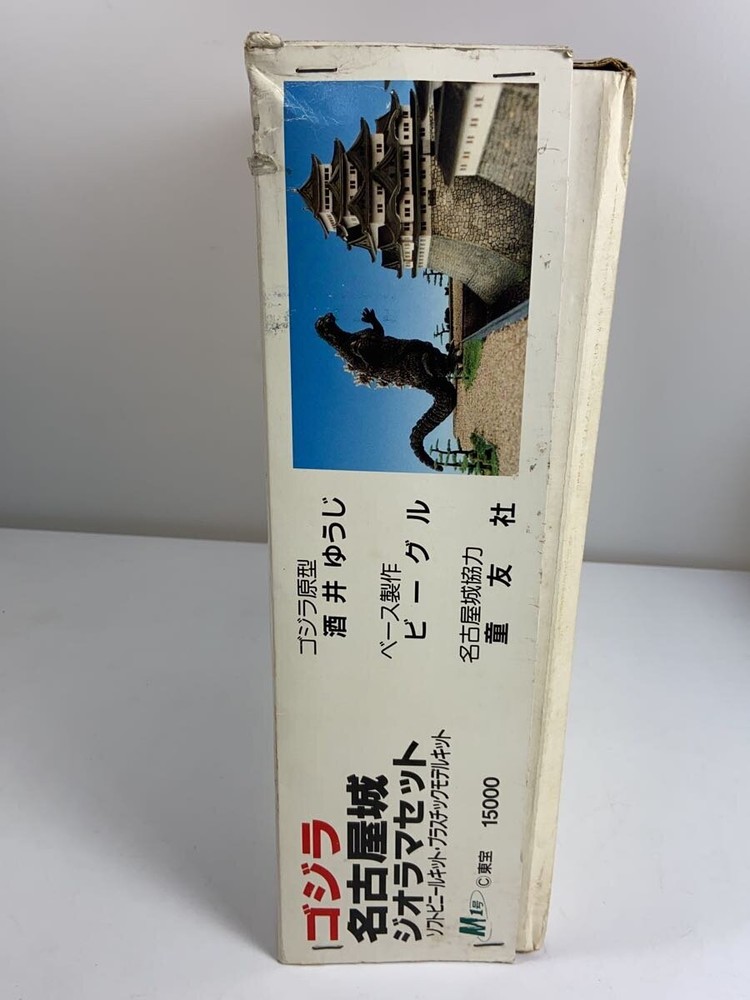 ゴジラ
名古屋城
ジオラマセット
ソフトビニールキット・プラスチックモデルキット
M1号 ©東宝 15000
ゴジラ原型
酒井ゆうじ
ベース製作
ビーグル
名古屋城協力
童友社